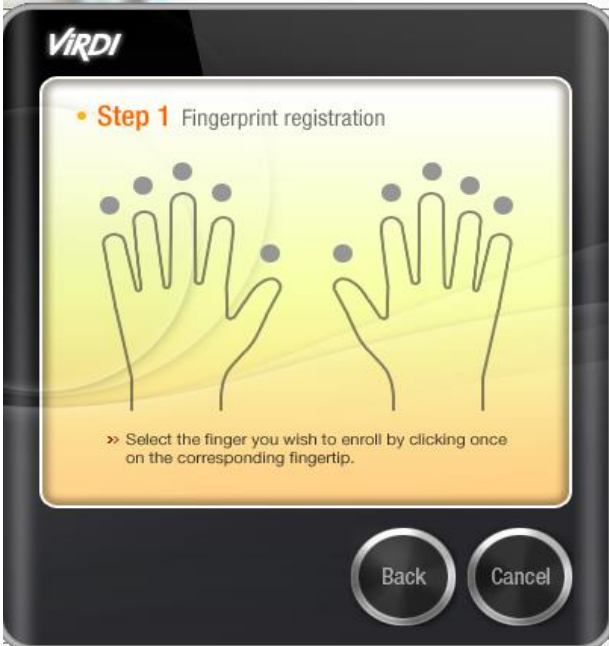 ViRDI
• Step 1 Fingerprint registration
» Select the finger you wish to enroll by clicking once
on the corresponding fingertip.
Back
Cancel